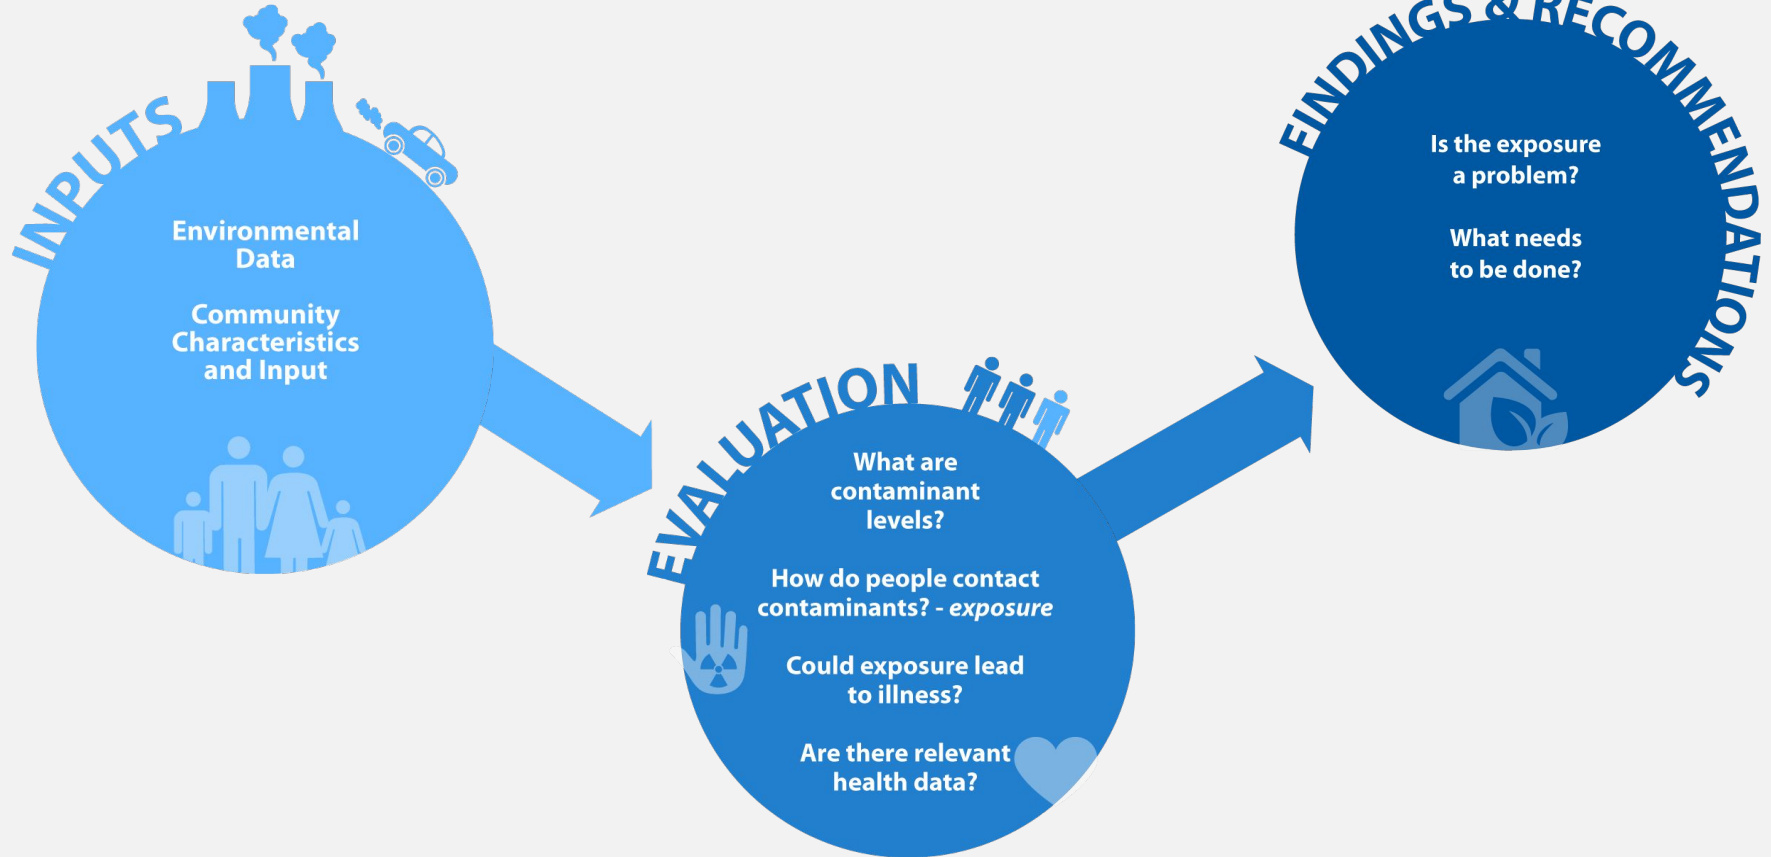 INPUTS
Environmental
Data
Community
Characteristics
and Input
EVALUATION
What are
contaminant
levels?
How do people contact
contaminants? - exposure
Could exposure lead
to illness?
Are there relevant
health data?
FINDINGS & RECOMMENDATIONS
Is the exposure
a problem?
What needs
to be done?